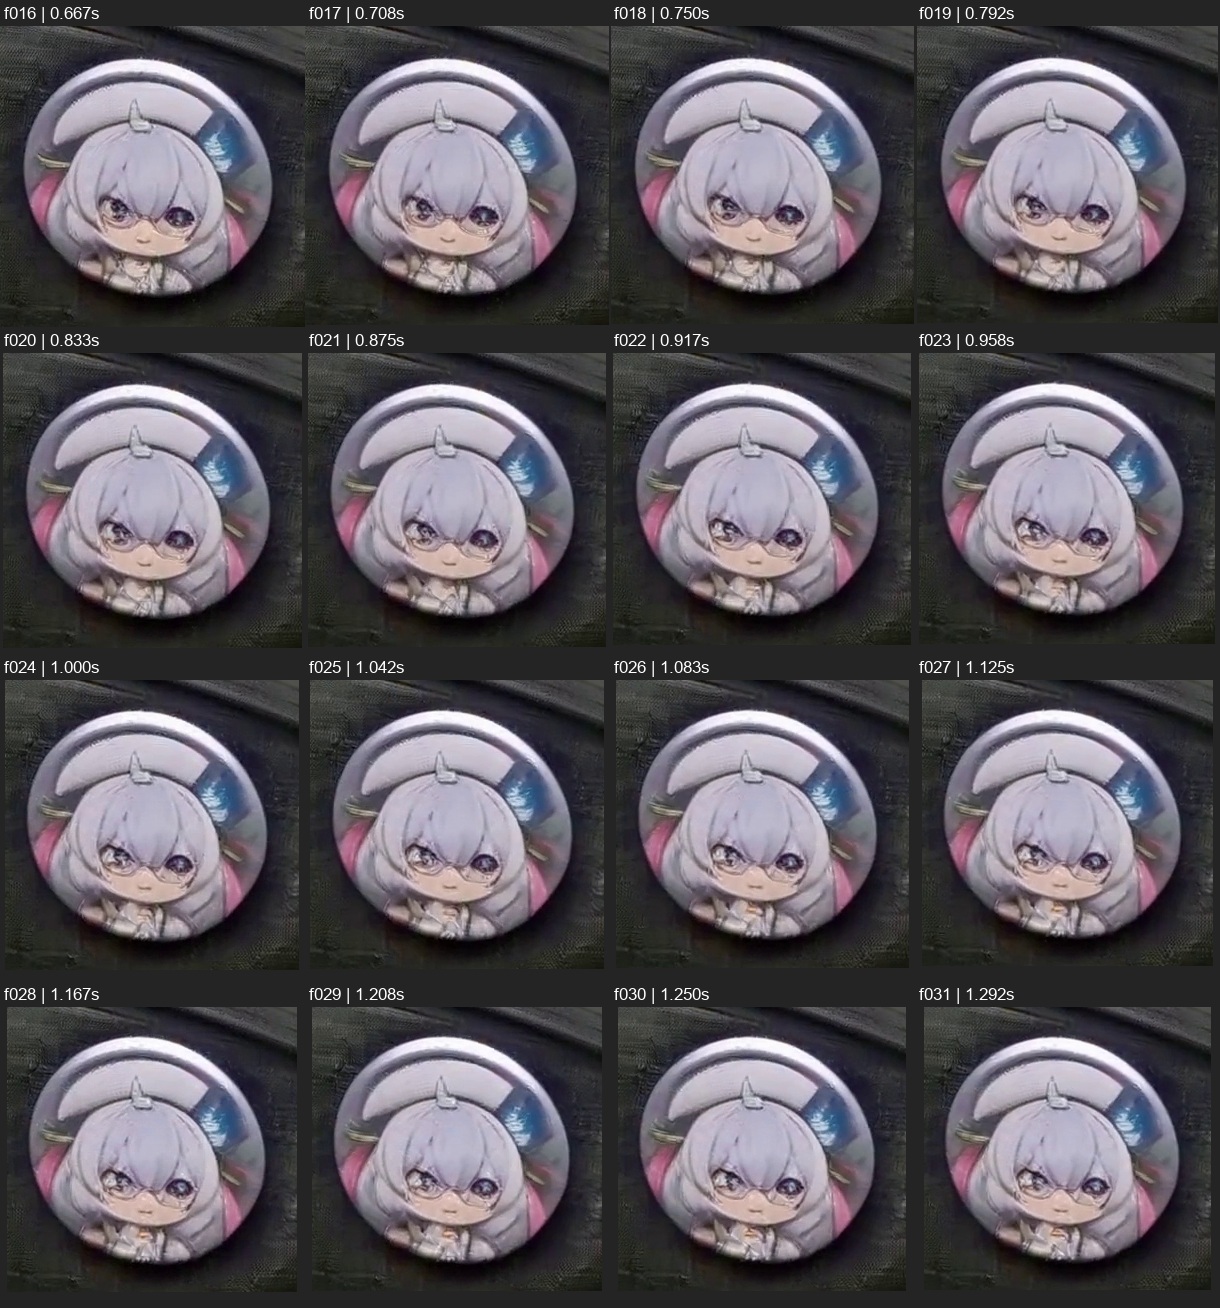 f016 | 0.667s
f017 | 0.708s
f018 | 0.750s
f019 | 0.792s
f020 | 0.833s
f021 | 0.875s
f022 | 0.917s
f023 | 0.958s
f024 | 1.000s
f025 | 1.042s
f026 | 1.083s
f027 | 1.125s
f028 | 1.167s
f029 | 1.208s
f030 | 1.250s
f031 | 1.292s